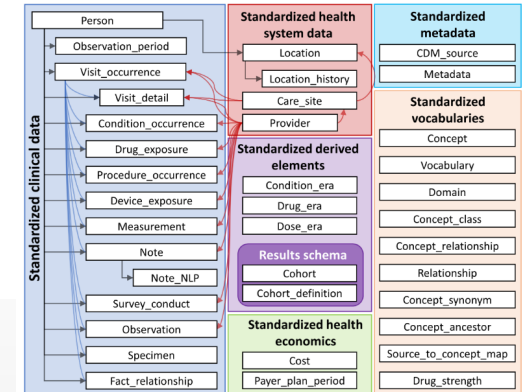 Standardized clinical data
Person
Observation_period
Visit_occurrence
Visit_detail
Condition_occurrence
Drug_exposure
Procedure_occurrence
Device_exposure
Measurement
Note
Note_NLP
Survey_conduct
Observation
Specimen
Fact_relationship
Standardized health
system data
Location
Location_history
Care_site
Provider
Standardized derived
elements
Condition_era
Drug_era
Dose_era
Results schema
Cohort
Cohort_definition
Standardized health
economics
Cost
Payer_plan_period
Standardized
metadata
CDM_source
Metadata
Standardized
vocabularies
Concept
Vocabulary
Domain
Concept_class
Concept_relationship
Relationship
Concept_synonym
Concept_ancestor
Source_to_concept_map
Drug_strength